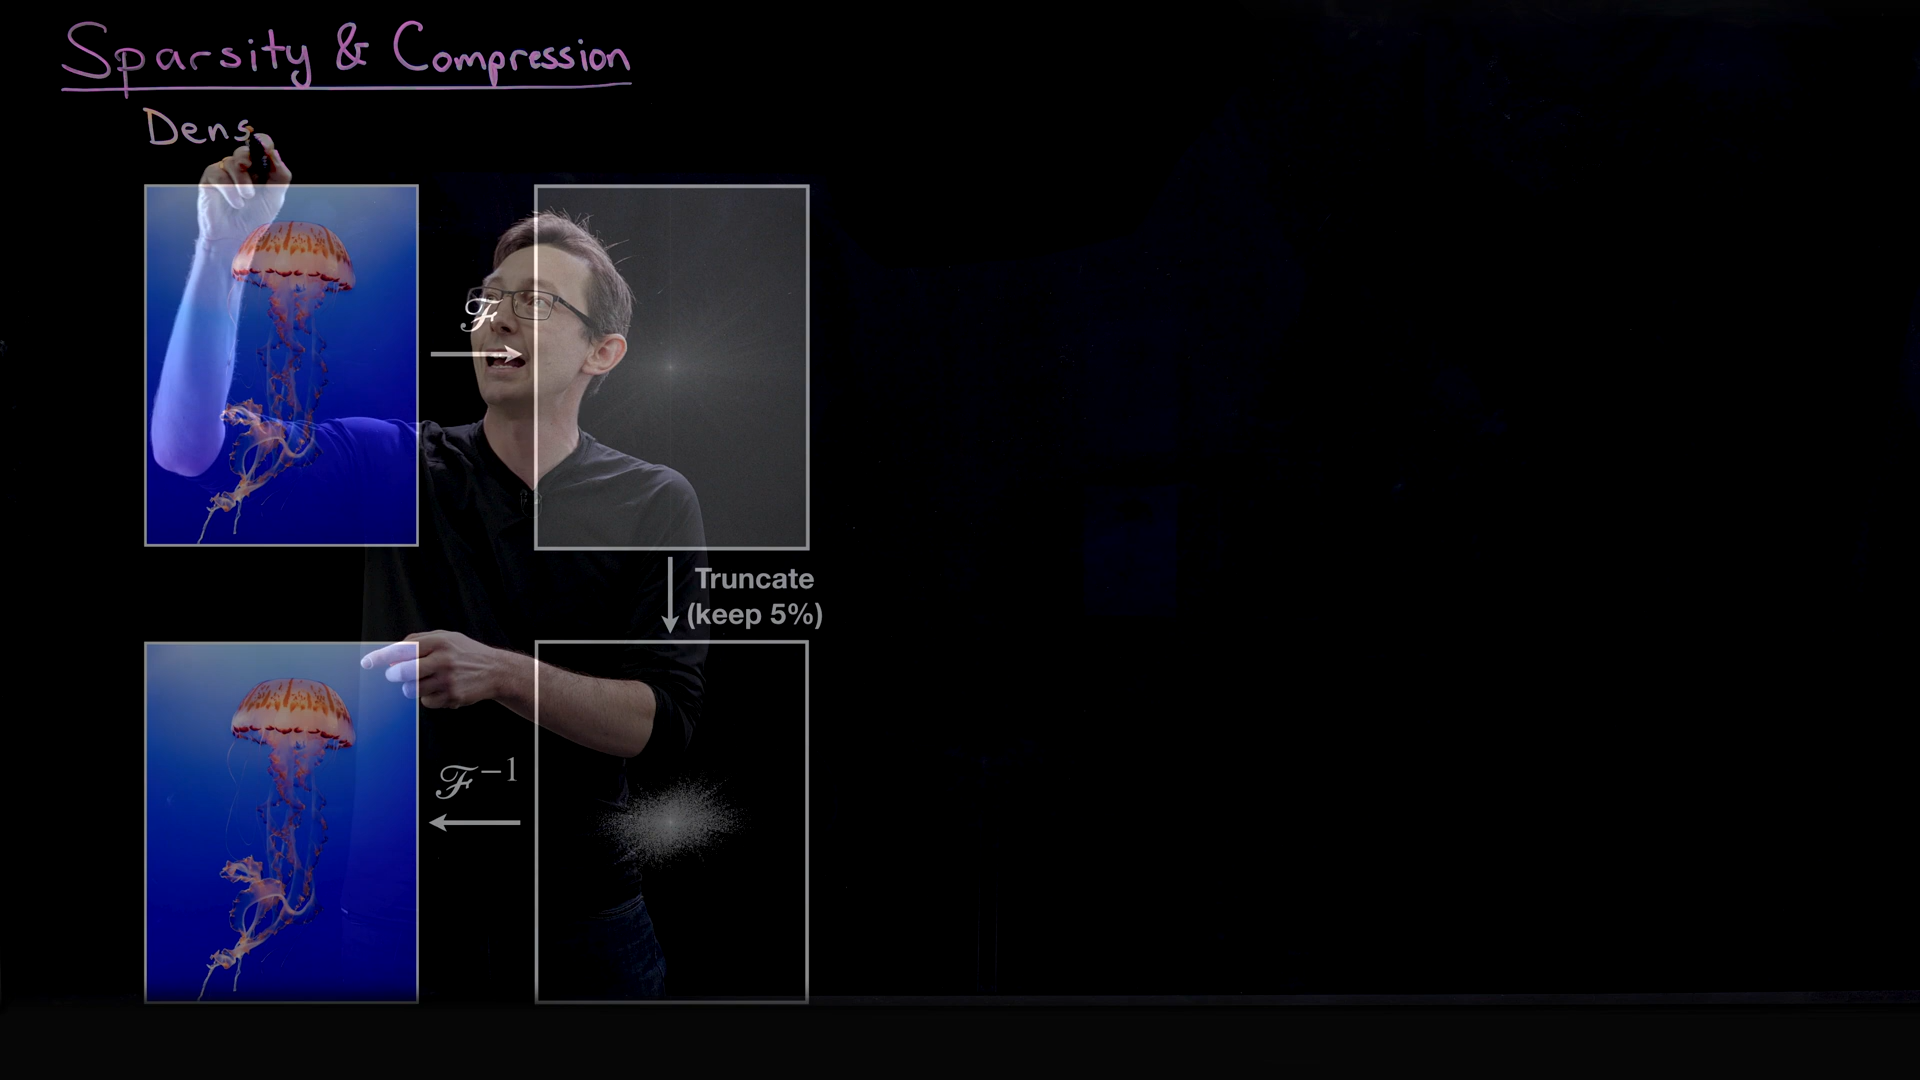 Sparsity & Compression
Dens
ℱ
Truncate
(keep 5%)
ℱ⁻¹